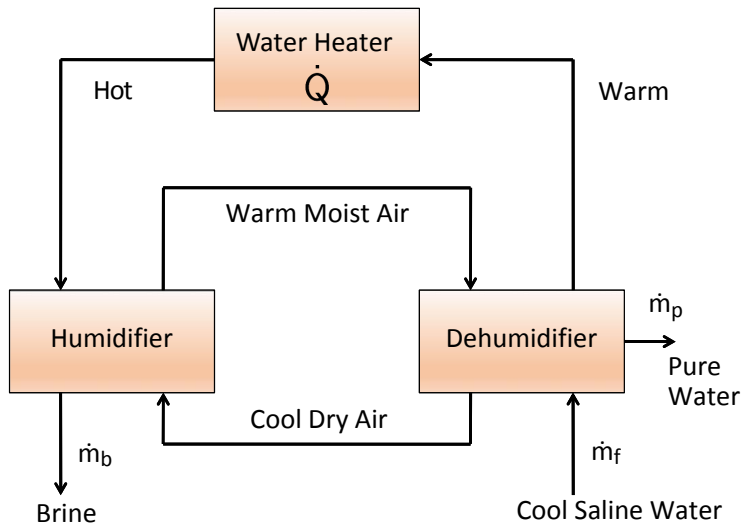 Water Heater
Q̇
Hot
Warm
Warm Moist Air
Humidifier
Dehumidifier
ṁp
Pure
Water
Cool Dry Air
ṁb
ṁf
Brine
Cool Saline Water